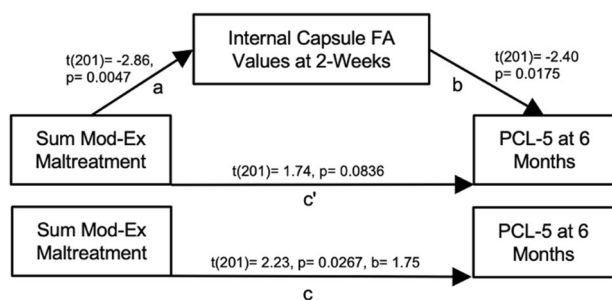 Internal Capsule FA
Values at 2-Weeks
t(201)= -2.86,
p= 0.0047
a
t(201)= -2.40
p= 0.0175
b
Sum Mod-Ex
Maltreatment
PCL-5 at 6
Months
t(201)= 1.74, p= 0.0836
c'
Sum Mod-Ex
Maltreatment
PCL-5 at 6
Months
t(201)= 2.23, p= 0.0267, b= 1.75
c